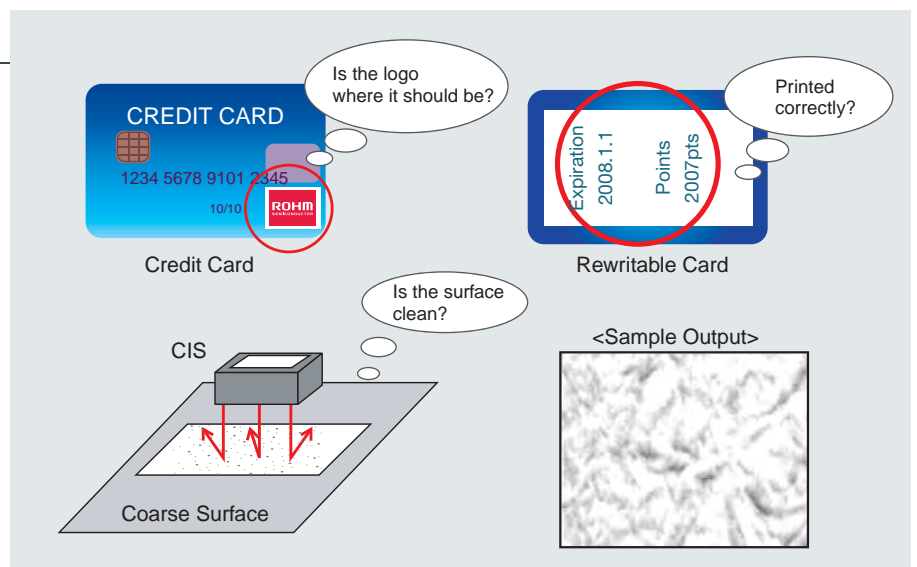 Is the logo
where it should be?
CREDIT CARD
1234 5678 9101 2345
10/10
ROHM
SEMICONDUCTOR
Credit Card
Printed
correctly?
Expiration
2008.1.1
Points
2007pts
Rewritable Card
Is the surface
clean?
CIS
Coarse Surface
<Sample Output>